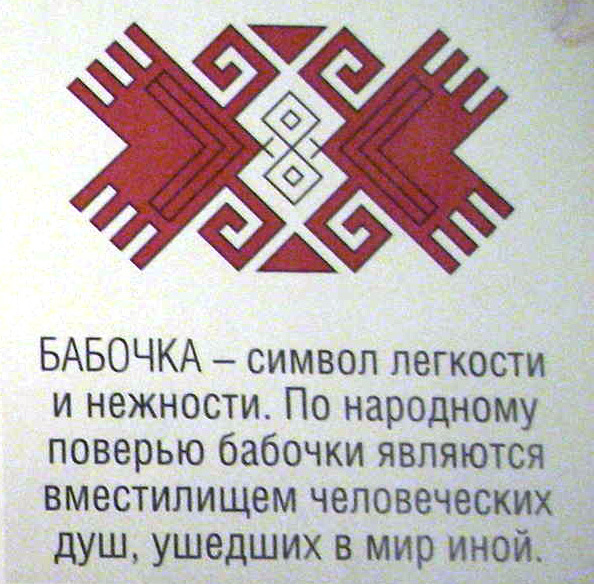 БАБОЧКА – символ легкости
и нежности. По народному
поверью бабочки являются
вместилищем человеческих
душ, ушедших в мир иной.